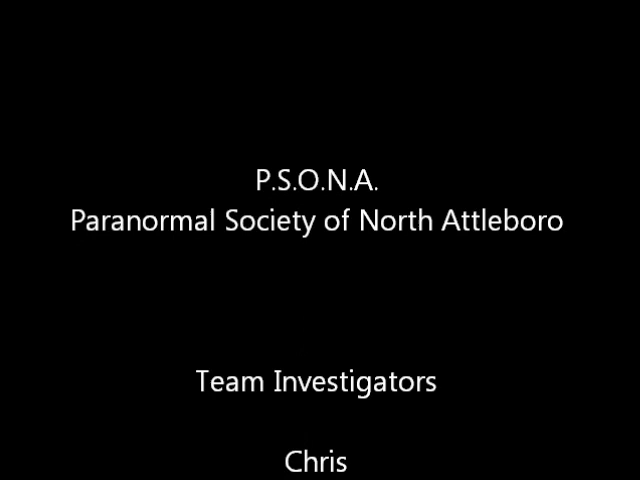 P.S.O.N.A.
Paranormal Society of North Attleboro
Team Investigators
Chris